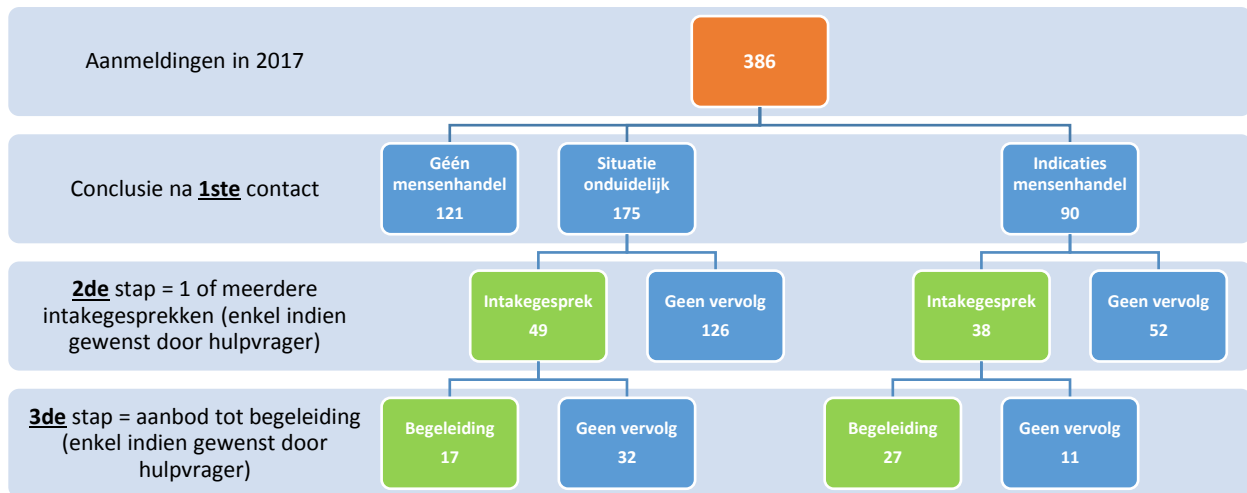 Aanmeldingen in 2017
386
Conclusie na 1ste contact
Géén
mensenhandel
121
Situatie
onduidelijk
175
Indicaties
mensenhandel
90
2de stap = 1 of meerdere
intakegesprekken (enkel indien
gewenst door hulpvrager)
Intakegesprek
49
Geen vervolg
126
Intakegesprek
38
Geen vervolg
52
3de stap = aanbod tot begeleiding
(enkel indien gewenst door
hulpvrager)
Begeleiding
17
Geen vervolg
32
Begeleiding
27
Geen vervolg
11